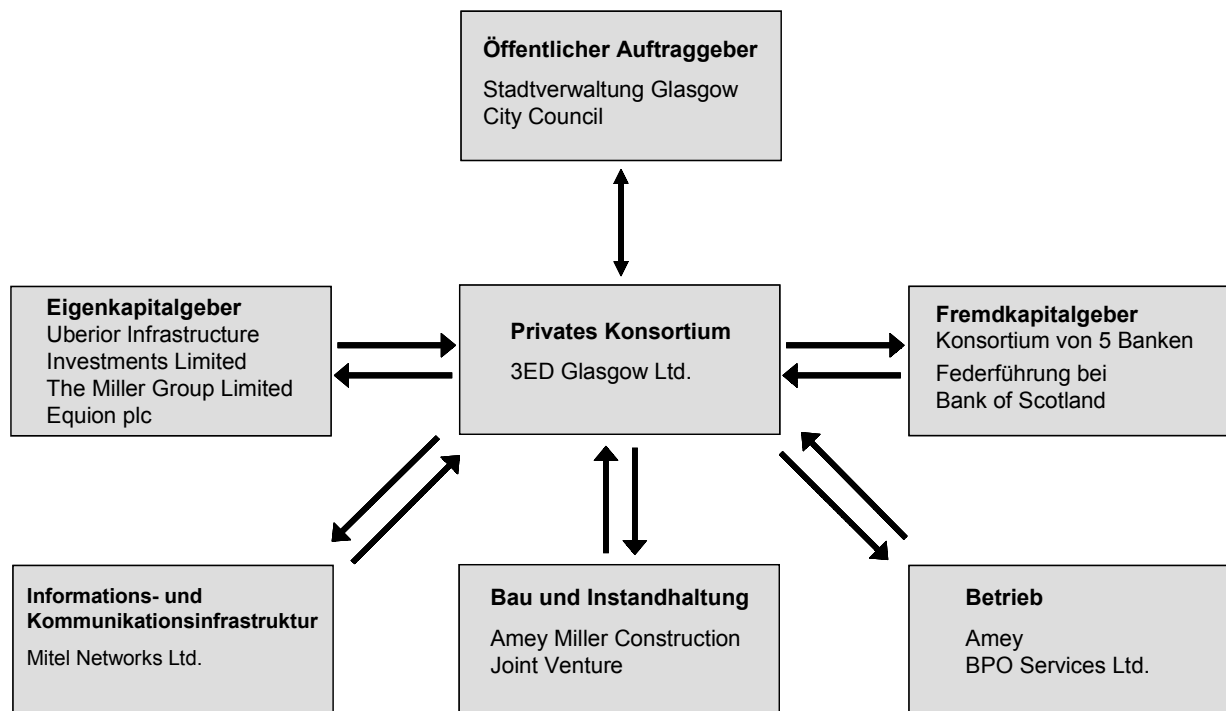 Öffentlicher Auftraggeber
Stadtverwaltung Glasgow
City Council
Eigenkapitalgeber
Uberior Infrastructure
Investments Limited
The Miller Group Limited
Equion plc
Privates Konsortium
3ED Glasgow Ltd.
Fremdkapitalgeber
Konsortium von 5 Banken
Federführung bei
Bank of Scotland
Informations- und
Kommunikationsinfrastruktur
Mitel Networks Ltd.
Bau und Instandhaltung
Amey Miller Construction
Joint Venture
Betrieb
Amey
BPO Services Ltd.